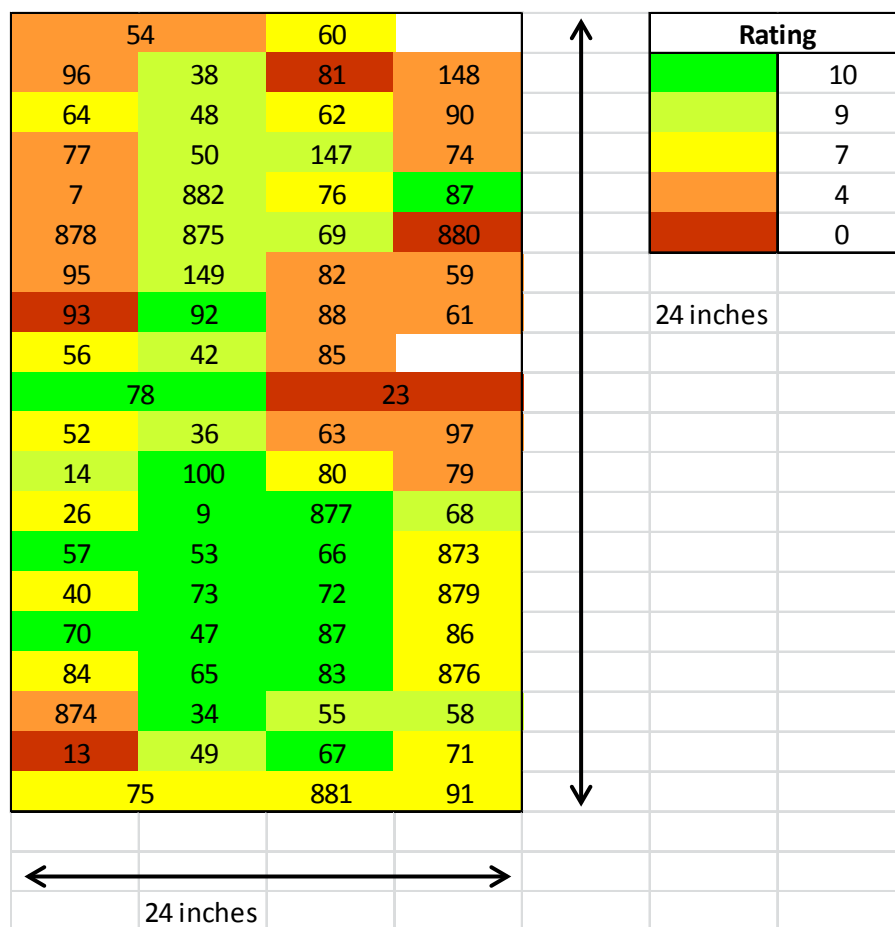 54 60 Rating
96 38 81 148 10
64 48 62 90 9
77 50 147 74 7
7 882 76 87 4
878 875 69 880 0
95 149 82 59
93 92 88 61 24 inches
56 42 85
78 23
52 36 63 97
14 100 80 79
26 9 877 68
57 53 66 873
40 73 72 879
70 47 87 86
84 65 83 876
874 34 55 58
13 49 67 71
75 881 91
24 inches